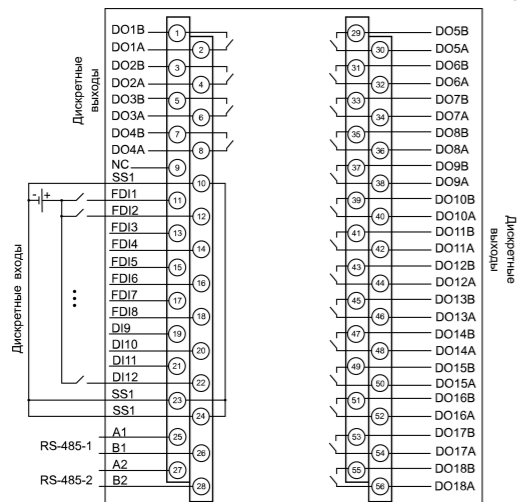 Дискретные
выходы
DO1B 1
DO1A 2
DO2B 3
DO2A 4
DO3B 5
DO3A 6
DO4B 7
DO4A 8
NC 9
SS1 10
- +
FDI1 11
FDI2 12
FDI3 13
FDI4 14
FDI5 15
FDI6 16
FDI7 17
FDI8 18
DI9 19
DI10 20
DI11 21
DI12 22
SS1 23
SS1 24
Дискретные входы
RS-485-1
A1 25
B1 26
RS-485-2
A2 27
B2 28
29 DO5B
30 DO5A
31 DO6B
32 DO6A
33 DO7B
34 DO7A
35 DO8B
36 DO8A
37 DO9B
38 DO9A
39 DO10B
40 DO10A
41 DO11B
42 DO11A
43 DO12B
44 DO12A
45 DO13B
46 DO13A
47 DO14B
48 DO14A
49 DO15B
50 DO15A
51 DO16B
52 DO16A
53 DO17B
54 DO17A
55 DO18B
56 DO18A
Дискретные
выходы